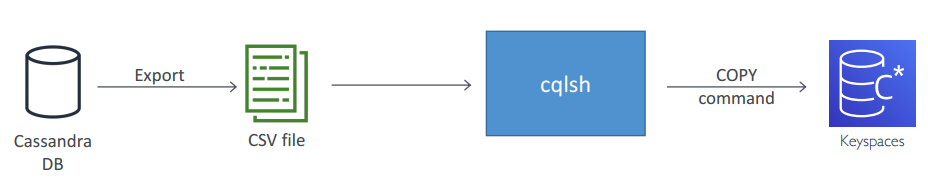 Cassandra
DB
Export
CSV file
cqlsh
COPY
command
C*
Keyspaces